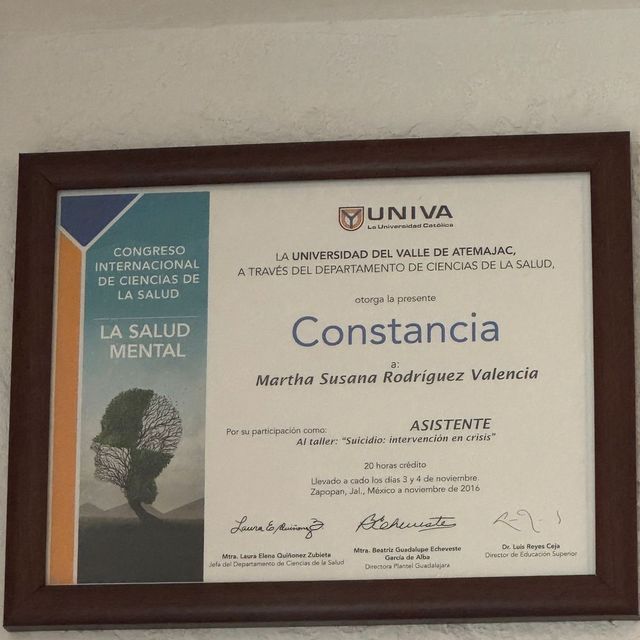 CONGRESO
INTERNACIONAL
DE CIENCIAS DE
LA SALUD
LA SALUD
MENTAL
UNIVA
La Universidad Católica
LA UNIVERSIDAD DEL VALLE DE ATEMAJAC,
A TRAVÉS DEL DEPARTAMENTO DE CIENCIAS DE LA SALUD,
otorga la presente
Constancia
a:
Martha Susana Rodríguez Valencia
Por su participación como: ASISTENTE
Al taller: "Suicidio: intervención en crisis"
20 horas crédito
Llevado a cado los días 3 y 4 de noviembre.
Zapopan, Jal., México a noviembre de 2016
Mtra. Laura Elena Quiñonez Zubieta
Jefa del Departamento de Ciencias de la Salud
Mtra. Beatriz Guadalupe Echeveste
García de Alba
Directora Plantel Guadalajara
Dr. Luis Reyes Ceja
Director de Educación Superior